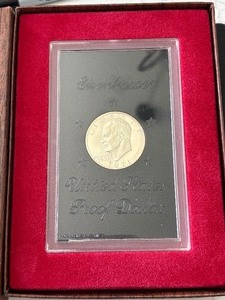 Eisenhower
United States
Proof Dollar